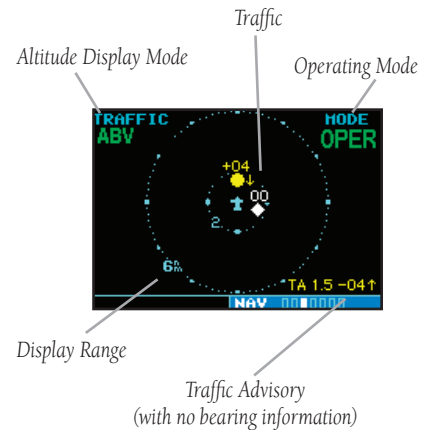 Traffic
Altitude Display Mode
Operating Mode
TRAFFIC MODE
ABV OPER
+04
↓
00
2
6nm
TA 1.5 -04↑
NAV
Display Range
Traffic Advisory
(with no bearing information)